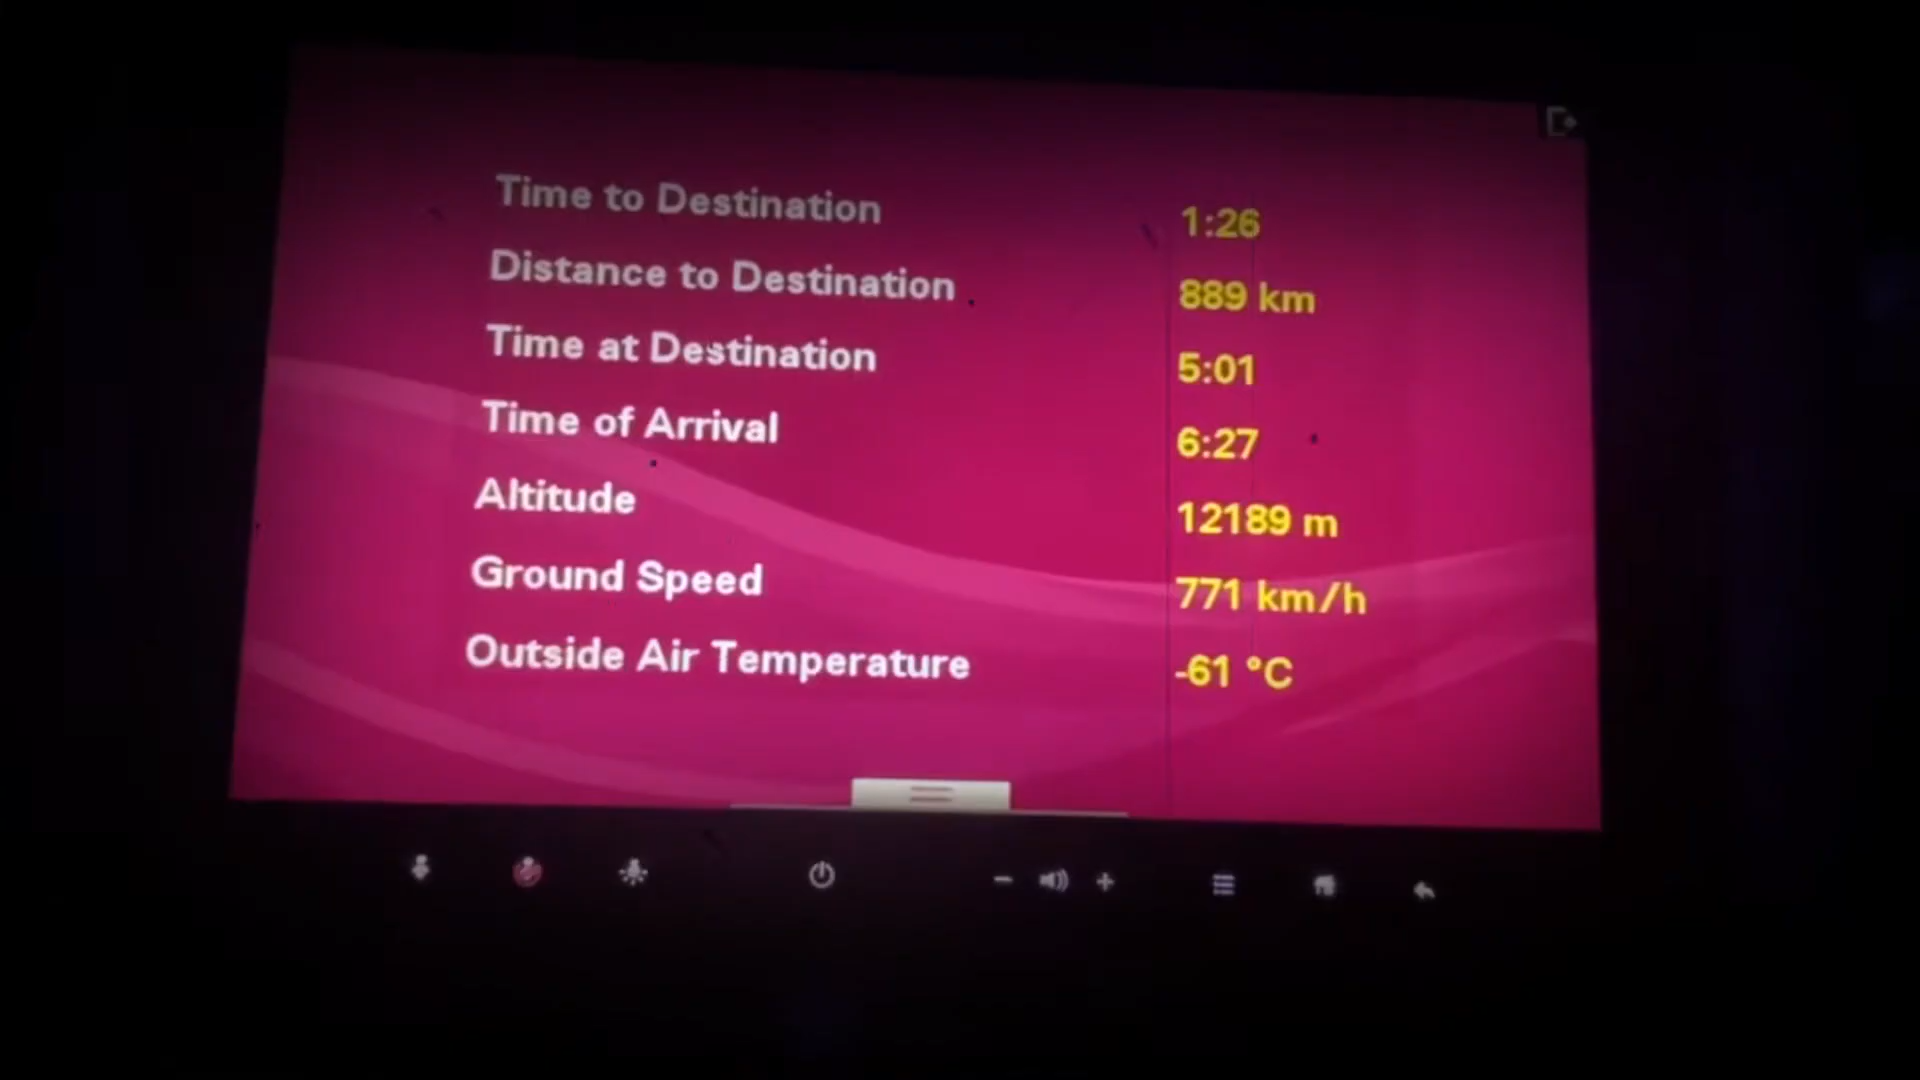 Time to Destination 1:26
Distance to Destination 889 km
Time at Destination 5:01
Time of Arrival 6:27
Altitude 12189 m
Ground Speed 771 km/h
Outside Air Temperature -61 °C